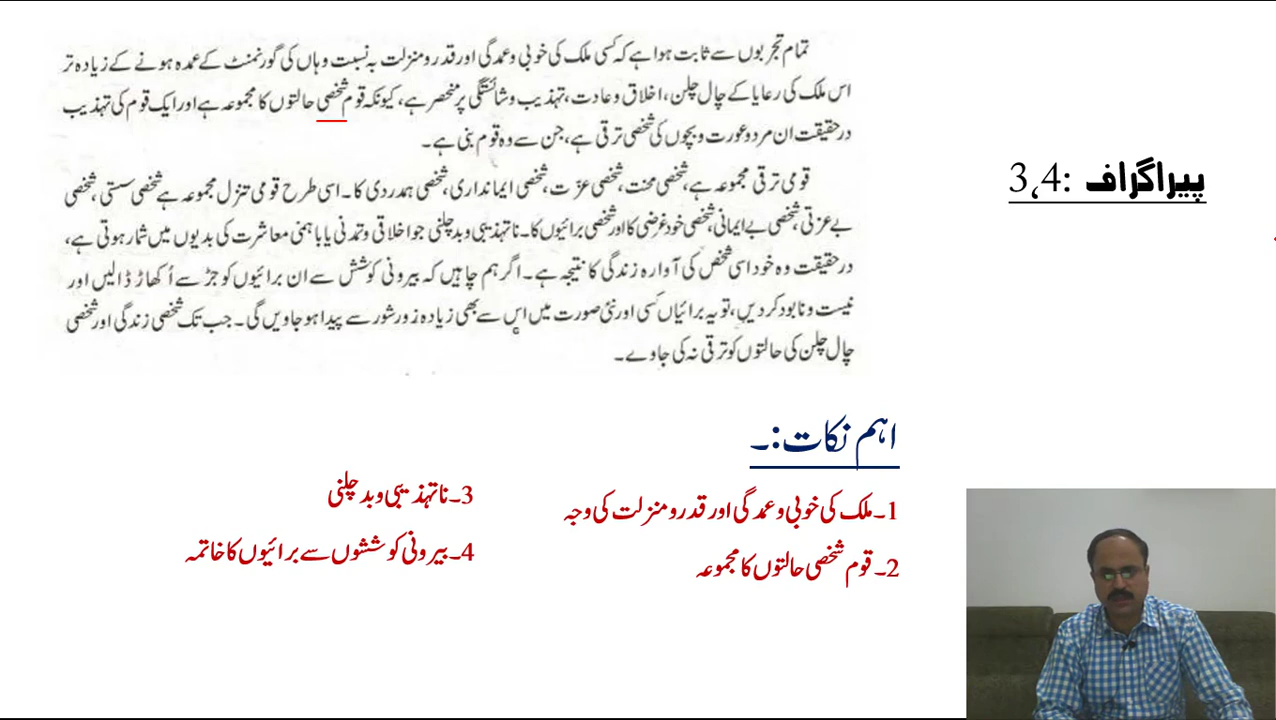 تمام تجربوں سے ثابت ہوا ہے کہ کسی ملک کی خوبی و عمدگی اور قدر و منزلت بہ نسبت وہاں کی گورنمنٹ کے عمدہ ہونے کے زیادہ تر
اس ملک کی رعایا کے چال چلن، اخلاق و عادت، تہذیب و شائستگی پر منحصر ہے، کیونکہ قوم شخصی حالتوں کا مجموعہ ہے اور ایک قوم کی تہذیب
درحقیقت ان مرد و عورت و بچوں کی شخصی ترقی ہے، جن سے وہ قوم بنی ہے۔
قومی ترقی مجموعہ ہے، شخصی محنت، شخصی عزت، شخصی ایمانداری، شخصی ہمدردی کا۔ اسی طرح قومی تنزل مجموعہ ہے شخصی سستی، شخصی
بے عزتی، شخصی بے ایمانی، شخصی خود غرضی کا اور شخصی برائیوں کا۔ ناتہذیبی و بدچلنی جو اخلاقی و تمدنی یا باہمی معاشرت کی بدیوں میں شمار ہوتی ہے،
درحقیقت وہ خود اسی شخص کی آوارہ زندگی کا نتیجہ ہے۔ اگر ہم چاہیں کہ بیرونی کوشش سے ان برائیوں کو جڑ سے اُکھاڑ ڈالیں اور
نیست و نابود کر دیں، تو یہ برائیاں کسی اور نئی صورت میں اس سے بھی زیادہ زور شور سے پیدا ہو جاویں گی۔ جب تک شخصی زندگی اور شخصی
چال چلن کی حالتوں کو ترقی نہ کی جاوے۔
پیراگراف :3,4
اہم نکات:۔
1۔ملک کی خوبی و عمدگی اور قدر و منزلت کی وجہ
2۔ قوم شخصی حالتوں کا مجموعہ
3۔ناتہذیبی و بد چلنی
4۔بیرونی کوششوں سے برائیوں کا خاتمہ